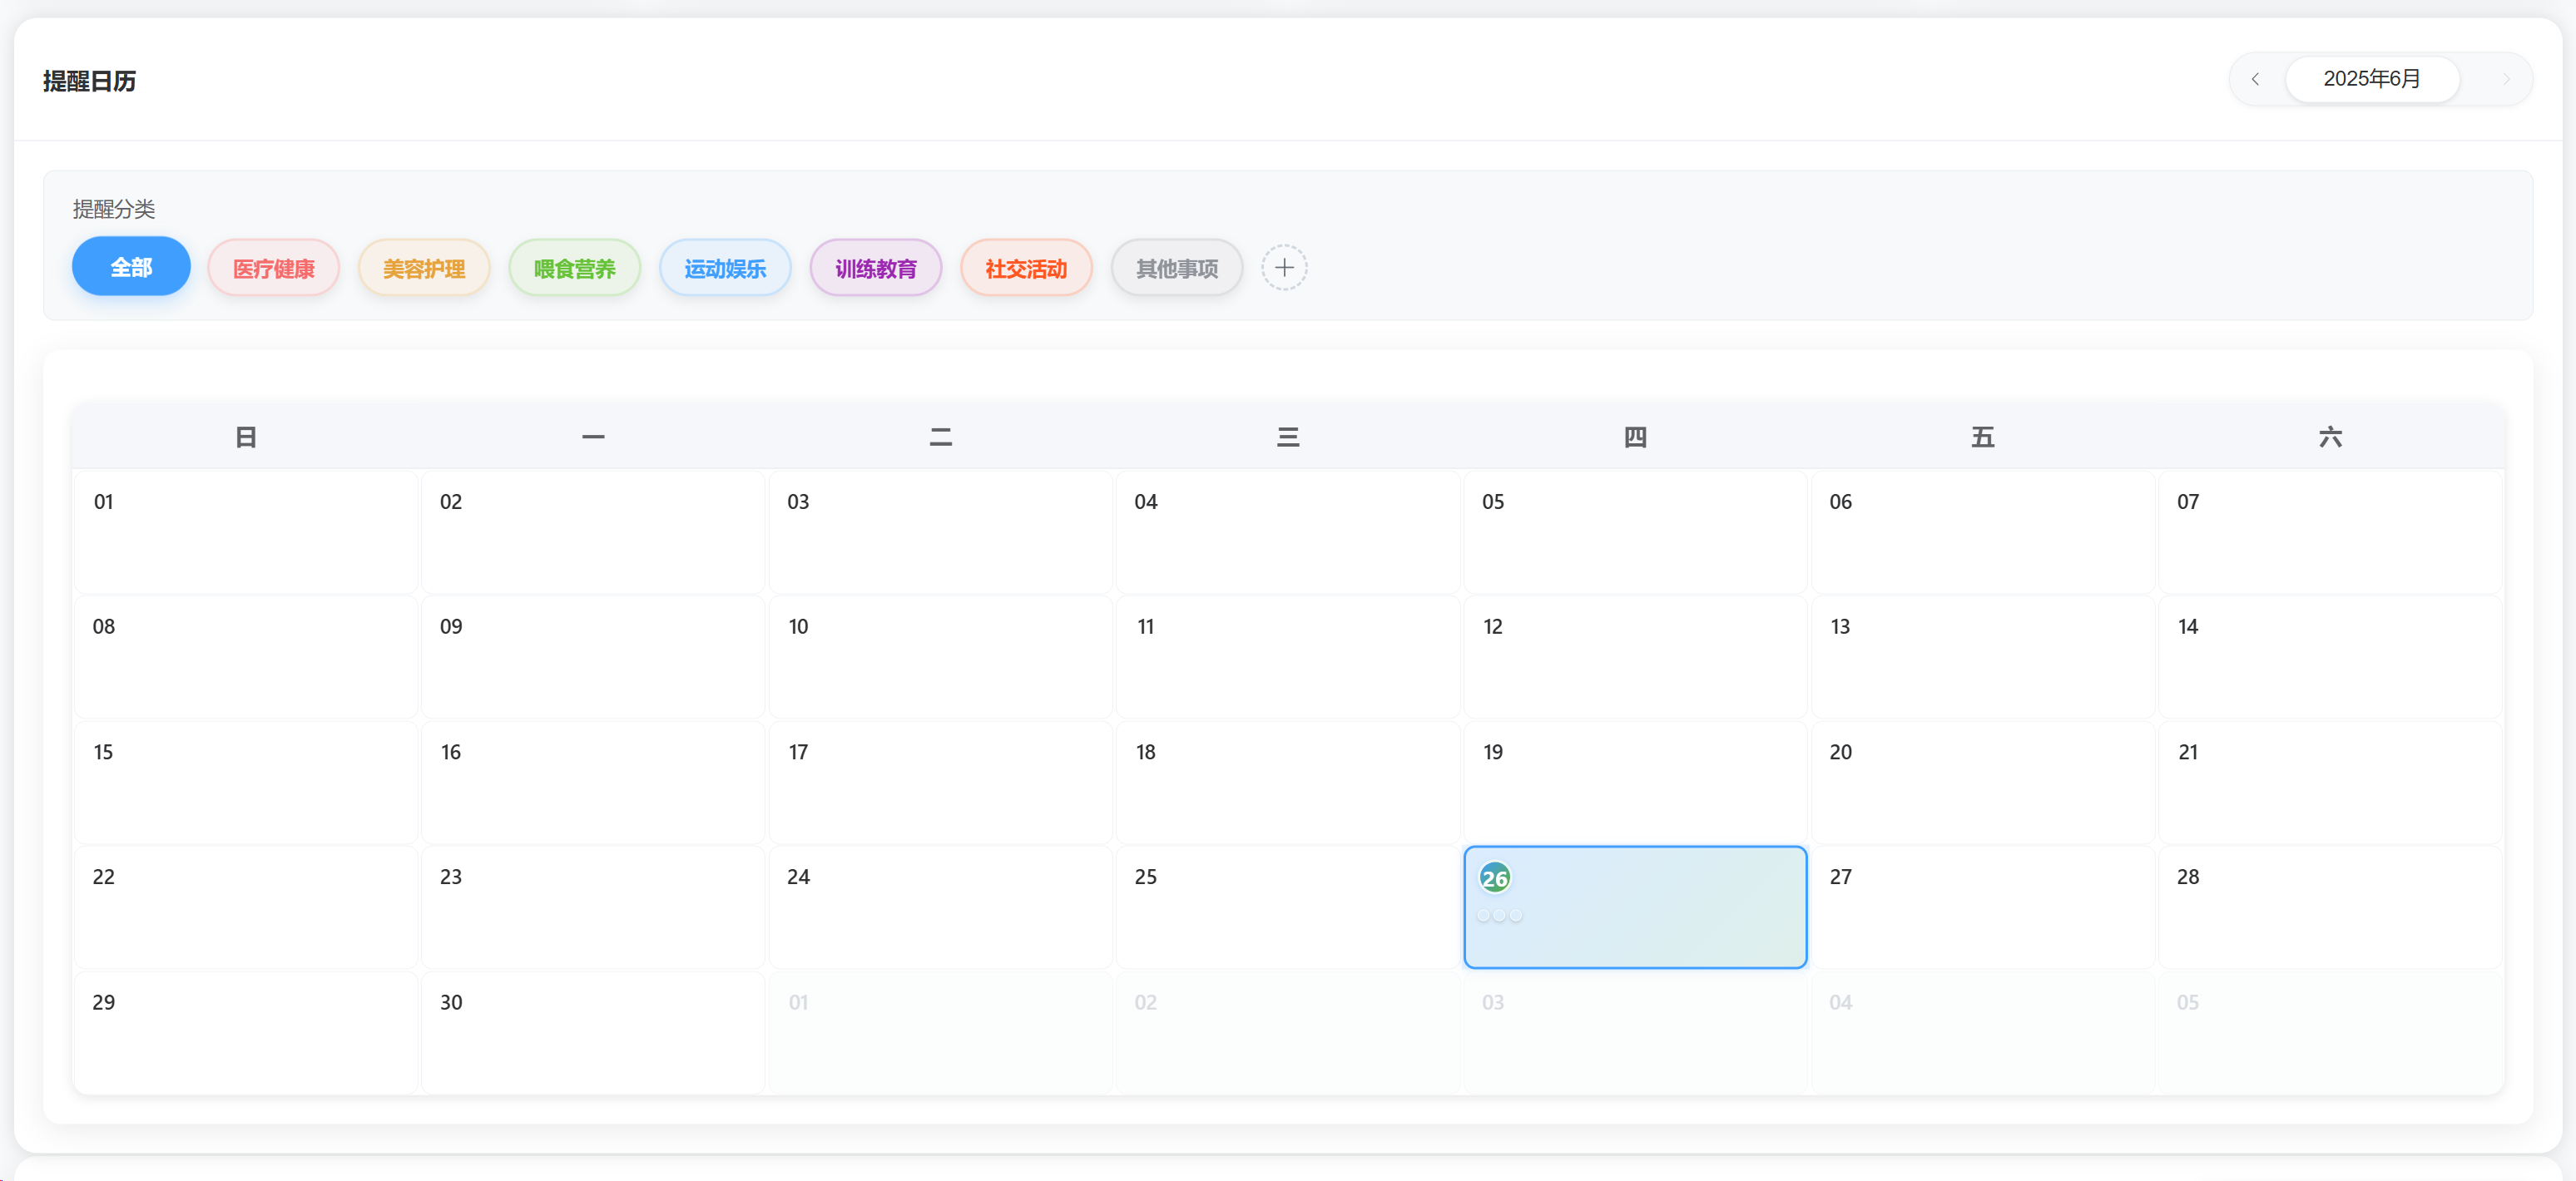 提醒日历
2025年6月
提醒分类
全部 医疗健康 美容护理 喂食营养 运动娱乐 训练教育 社交活动 其他事项
日 一 二 三 四 五 六
01 02 03 04 05 06 07
08 09 10 11 12 13 14
15 16 17 18 19 20 21
22 23 24 25 26 27 28
29 30 01 02 03 04 05